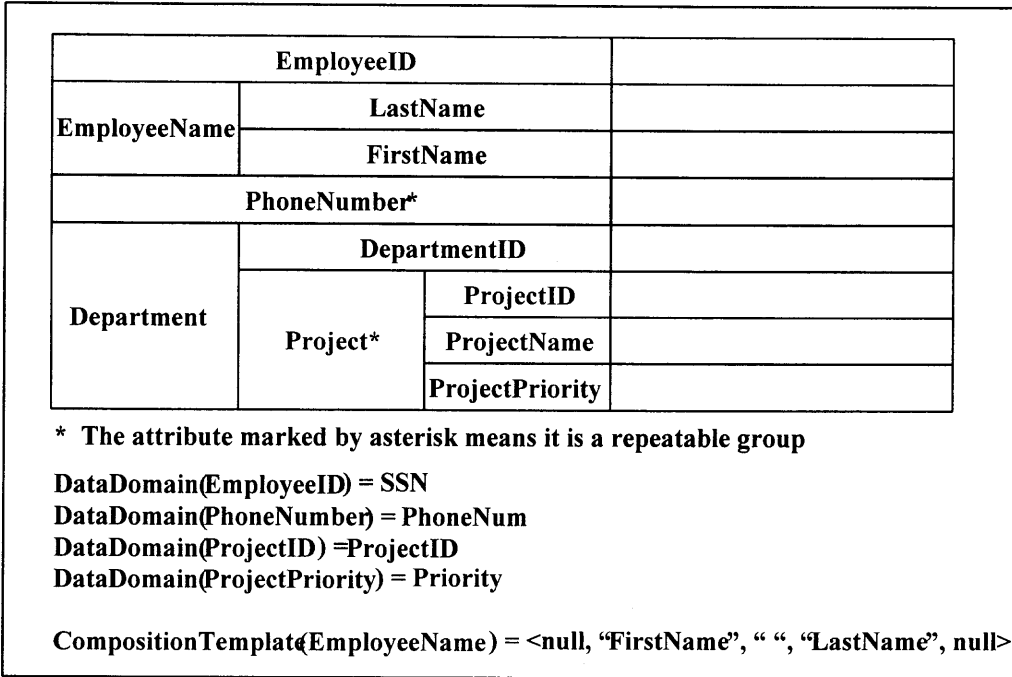 EmployeeID
EmployeeName
LastName
FirstName
PhoneNumber*
Department
DepartmentID
Project*
ProjectID
ProjectName
ProjectPriority
* The attribute marked by asterisk means it is a repeatable group
DataDomain(EmployeeID) = SSN
DataDomain(PhoneNumber) = PhoneNum
DataDomain(ProjectID) =ProjectID
DataDomain(ProjectPriority) = Priority
CompositionTemplate(EmployeeName) = <null, “FirstName”, “ “, “LastName”, null>